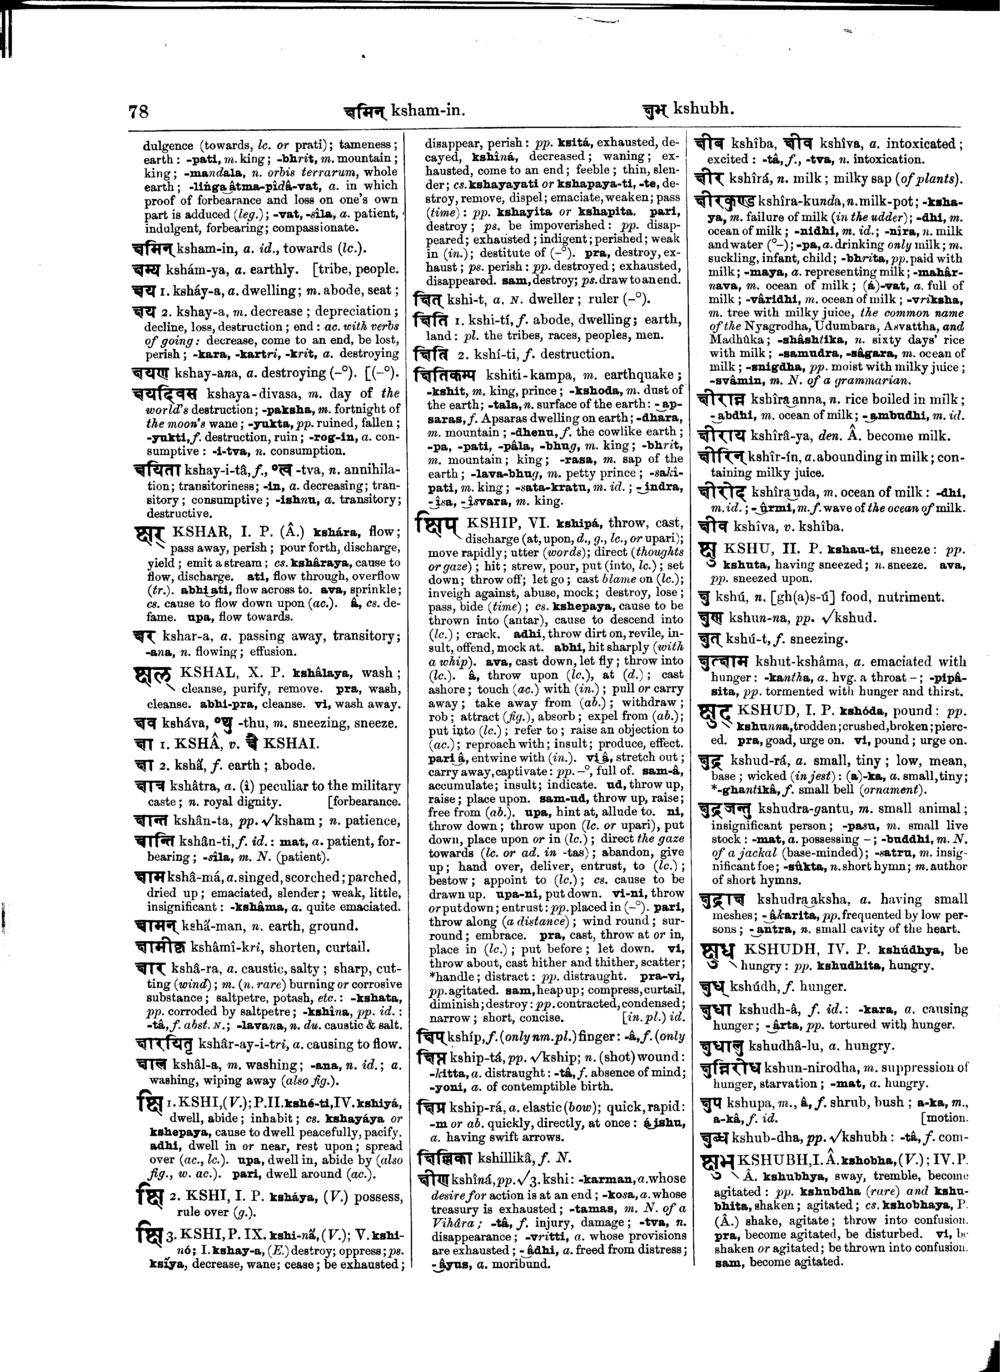 78
क्षमिन् ksham-in.
क्षुभ् kshubh.
dulgence (towards, lc. or prati); tameness;
earth: -pati, m. king; -bhrit, m. mountain;
king; -mandala, n. orbis terrarum, whole
earth; -liṅga‿âtma-pîdâ-vat, a. in which
proof of forbearance and loss on one's own
part is adduced (leg.); -vat, -sîla, a. patient,
indulgent, forbearing; compassionate.
क्षमिन् ksham-in, a. id., towards (lc.).
क्षम्य kshám-ya, a. earthly. [tribe, people.
क्षय 1. ksháy-a, a. dwelling; m. abode, seat;
क्षय 2. kshay-a, m. decrease; depreciation;
decline, loss, destruction; end: ac. with verbs
of going: decrease, come to an end, be lost,
perish; -kara, -kartri, -krit, a. destroying
क्षयण kshay-ana, a. destroying (-°). [(-°).
क्षयदिवस kshaya-divasa, m. day of the
world's destruction; -paksha, m. fortnight of
the moon's wane; -yukta, pp. ruined, fallen;
-yukti, f. destruction, ruin; -rog-in, a. con-
sumptive: -i-tva, n. consumption.
क्षयिता kshay-i-tâ, f., °त्व -tva, n. annihila-
tion; transitoriness; -in, a. decreasing; tran-
sitory; consumptive; -ishnu, a. transitory;
destructive.
क्षर् KSHAR, I. P. (Â.) kshára, flow;
pass away, perish; pour forth, discharge,
yield; emit a stream; cs. ksháraya, cause to
flow, discharge. ati, flow through, overflow
(tr.). abhi‿ati, flow across to. ava, sprinkle;
cs. cause to flow down upon (ac.). â, cs. de-
fame. upa, flow towards.
क्षर kshar-a, a. passing away, transitory;
-ana, n. flowing; effusion.
क्षल् KSHAL, X. P. kshâlaya, wash;
cleanse, purify, remove. pra, wash,
cleanse. abhi-pra, cleanse. vi, wash away.
क्षव ksháva, °थु -thu, m. sneezing, sneeze.
क्षा 1. KSHÂ, v. क्षै KSHAI.
क्षा 2. kshấ, f. earth; abode.
क्षात्र kshâtra, a. (î) peculiar to the military
caste; n. royal dignity. [forbearance.
क्षान्त kshân-ta, pp. √ksham; n. patience,
क्षान्ति kshân-ti, f. id.: mat, a. patient, for-
bearing; -sîla, m. N. (patient).
क्षाम kshâ-má, a. singed, scorched; parched,
dried up; emaciated, slender; weak, little,
insignificant: -kshâma, a. quite emaciated.
क्षामन् kshấ-man, n. earth, ground.
क्षामीकृ kshâmî-kri, shorten, curtail.
क्षार kshâ-ra, a. caustic, salty; sharp, cut-
ting (wind); m. (n. rare) burning or corrosive
substance; saltpetre, potash, etc.: -kshata,
pp. corroded by saltpetre; -kshîna, pp. id.:
-tâ, f. abst. N.; -lavana, n. du. caustic & salt.
क्षारयितृ kshâr-ay-i-tri, a. causing to flow.
क्षाल kshâl-a, m. washing; -ana, n. id.; a.
washing, wiping away (also fig.).
क्षि 1. KSHI, (V.); P. II. kshé-ti, IV. kshiyá,
dwell, abide; inhabit; cs. kshayáya or
kshepaya, cause to dwell peacefully, pacify.
adhi, dwell in or near, rest upon; spread
over (ac., lc.). upa, dwell in, abide by (also
fig., w. ac.). pari, dwell around (ac.).
क्षि 2. KSHI, I. P. ksháya, (V.) possess,
rule over (g.).
क्षि 3. KSHI, P. IX. kshi-nấ, (V.); V. kshi-
nó; I. kshay-a, (E.) destroy; oppress; ps.
ksîya, decrease, wane; cease; be exhausted;
disappear, perish: pp. ksitá, exhausted, de-
cayed, kshîná, decreased; waning; ex-
hausted, come to an end; feeble; thin, slen-
der; cs. kshayayati or kshapaya-ti, -te, de-
stroy, remove, dispel; emaciate, weaken; pass
(time): pp. kshayita or kshapita. pari,
destroy; ps. be impoverished: pp. disap-
peared; exhausted; indigent; perished; weak
in (in.); destitute of (-°). pra, destroy, ex-
haust; ps. perish: pp. destroyed; exhausted,
disappeared. sam, destroy; ps. draw to an end.
क्षित् kshi-t, a. N. dweller; ruler (-°).
क्षिति 1. kshi-tí, f. abode, dwelling; earth,
land: pl. the tribes, races, peoples, men.
क्षिति 2. kshí-ti, f. destruction.
क्षितिकम्प kshiti-kampa, m. earthquake;
-kshit, m. king, prince; -kshoda, m. dust of
the earth; -tala, n. surface of the earth: -‿ap-
saras, f. Apsaras dwelling on earth; -dhara,
m. mountain; -dhenu, f. the cowlike earth;
-pa, -pati, -pâla, -bhug, m. king; -bhrit,
m. mountain; king; -rasa, m. sap of the
earth; -lava-bhug, m. petty prince; -saki-
pati, m. king; -sata-kratu, m. id.; -‿indra,
-‿îsa, -‿îsvara, m. king.
क्षिप् KSHIP, VI. kshipá, throw, cast,
discharge (at, upon, d., g., lc., or upari);
move rapidly; utter (words); direct (thoughts
or gaze); hit; strew, pour, put (into, lc.); set
down; throw off; let go; cast blame on (lc.);
inveigh against, abuse, mock; destroy, lose;
pass, bide (time); cs. kshepaya, cause to be
thrown into (antar), cause to descend into
(lc.); crack. adhi, throw dirt on, revile, in-
sult, offend, mock at. abhi, hit sharply (with
a whip). ava, cast down, let fly; throw into
(lc.). â, throw upon (lc.), at (d.); cast
ashore; touch (ac.) with (in.); pull or carry
away; take away from (ab.); withdraw;
rob; attract (fig.), absorb; expel from (ab.);
put into (lc.); refer to; raise an objection to
(ac.); reproach with; insult; produce, effect.
pari‿â, entwine with (in.). vi‿â, stretch out;
carry away, captivate: pp. -°, full of. sam-â,
accumulate; insult; indicate. ud, throw up,
raise; place upon. sam-ud, throw up, raise;
free from (ab.). upa, hint at, allude to. ni,
throw down; throw upon (lc. or upari), put
down, place upon or in (lc.); direct the gaze
towards (lc. or ad. in -tas); abandon, give
up; hand over, deliver, entrust, to (lc.);
bestow; appoint to (lc.); cs. cause to be
drawn up. upa-ni, put down. vi-ni, throw
or put down; entrust: pp. placed in (-°). pari,
throw along (a distance); wind round; sur-
round; embrace. pra, cast, throw at or in,
place in (lc.); put before; let down. vi,
throw about, cast hither and thither, scatter;
*handle; distract: pp. distraught. pra-vi,
pp. agitated. sam, heap up; compress, curtail,
diminish; destroy: pp. contracted, condensed;
narrow; short, concise. [in. pl.) id.
क्षिप् kshíp, f. (only nm. pl.) finger: -â, f. (only
क्षिप्त kship-tá, pp. √kship; n. (shot) wound:
-kitta, a. distraught: -tâ, f. absence of mind;
-yoni, a. of contemptible birth.
क्षिप्र kship-rá, a. elastic (bow); quick, rapid:
-m or ab. quickly, directly, at once: á‿ishu,
a. having swift arrows.
क्षिल्लिका kshillikâ, f. N.
क्षीण kshîná, pp. √3. kshi: -karman, a. whose
desire for action is at an end; -kosa, a. whose
treasury is exhausted; -tamas, m. N. of a
Vihâra; -tâ, f. injury, damage; -tva, n.
disappearance; -vritti, a. whose provisions
are exhausted; -‿âdhi, a. freed from distress;
-‿âyus, a. moribund.
क्षीब kshîba, क्षीव kshîva, a. intoxicated;
excited: -tâ, f., -tva, n. intoxication.
क्षीर kshîrá, n. milk; milky sap (of plants).
क्षीरकुण्ड kshîra-kunda, n. milk-pot; -ksha-
ya, m. failure of milk (in the udder); -dhi, m.
ocean of milk; -nidhi, m. id.; -nira, n. milk
and water (°-); -pa, a. drinking only milk; m.
suckling, infant, child; -bhrita, pp. paid with
milk; -maya, a. representing milk; -mahâr-
nava, m. ocean of milk; (á)-vat, a. full of
milk; -vâridhi, m. ocean of milk; -vriksha,
m. tree with milky juice, the common name
of the Nyagrodha, Udumbara, Asvattha, and
Madhûka; -shâshtika, n. sixty days' rice
with milk; -samudra, -sâgara, m. ocean of
milk; -snigdha, pp. moist with milky juice;
-svâmin, m. N. of a grammarian.
क्षीरान्न kshîra‿anna, n. rice boiled in milk;
-‿abdhi, m. ocean of milk; -‿ambudhi, m. id.
क्षीराय kshîrâ-ya, den. Â. become milk.
क्षीरिन् kshîr-ín, a. abounding in milk; con-
taining milky juice.
क्षीरोद kshîra‿uda, m. ocean of milk: -dhi,
m. id.; -‿ûrmi, m. f. wave of the ocean of milk.
क्षीव kshîva, v. kshîba.
क्षु KSHU, II. P. kshau-ti, sneeze: pp.
kshuta, having sneezed; n. sneeze. ava,
pp. sneezed upon.
क्षु kshú, n. [gh(a)s-ú] food, nutriment.
क्षुण kshun-na, pp. √kshud.
क्षुत् kshú-t, f. sneezing.
क्षुत्क्षाम kshut-kshâma, a. emaciated with
hunger: -kantha, a. hvg. a throat –; -pipâ-
sita, pp. tormented with hunger and thirst.
क्षुद् KSHUD, I. P. kshóda, pound: pp.
kshunna, trodden; crushed, broken; pierc-
ed. pra, goad, urge on. vi, pound; urge on.
क्षुद्र kshud-rá, a. small, tiny; low, mean,
base; wicked (in jest): (a)-ka, a. small, tiny;
*-ghantikâ, f. small bell (ornament).
क्षुद्रजन्तु kshudra-gantu, m. small animal;
insignificant person; -pasu, m. small live
stock: -mat, a. possessing –; -buddhi, m. N.
of a jackal (base-minded); -satru, m. insig-
nificant foe; -sûkta, n. short hymn; m. author
of short hymns.
क्षुद्राक्ष kshudra‿aksha, a. having small
meshes; -‿âkarita, pp. frequented by low per-
sons; -‿antra, n. small cavity of the heart.
क्षुध् KSHUDH, IV. P. kshúdhya, be
hungry: pp. kshudhita, hungry.
क्षुध् kshúdh, f. hunger.
क्षुधा kshudh-â, f. id.: -kara, a. causing
hunger; -‿ârta, pp. tortured with hunger.
क्षुधालु kshudhâ-lu, a. hungry.
क्षुन्निरोध kshun-nirodha, m. suppression of
hunger, starvation; -mat, a. hungry.
क्षुप kshupa, m., â, f. shrub, bush; a-ka, m.,
a-kâ, f. id. [motion.
क्षुब्ध kshub-dha, pp. √kshubh: -tâ, f. com-
क्षुभ् KSHUBH, I. Â. kshobha, (V.); IV. P.
Â. kshubhya, sway, tremble, become
agitated: pp. kshubdha (rare) and kshu-
bhita, shaken; agitated; cs. kshobhaya, P.
(Â.) shake, agitate; throw into confusion.
pra, become agitated, be disturbed. vi, be
shaken or agitated; be thrown into confusion.
sam, become agitated.